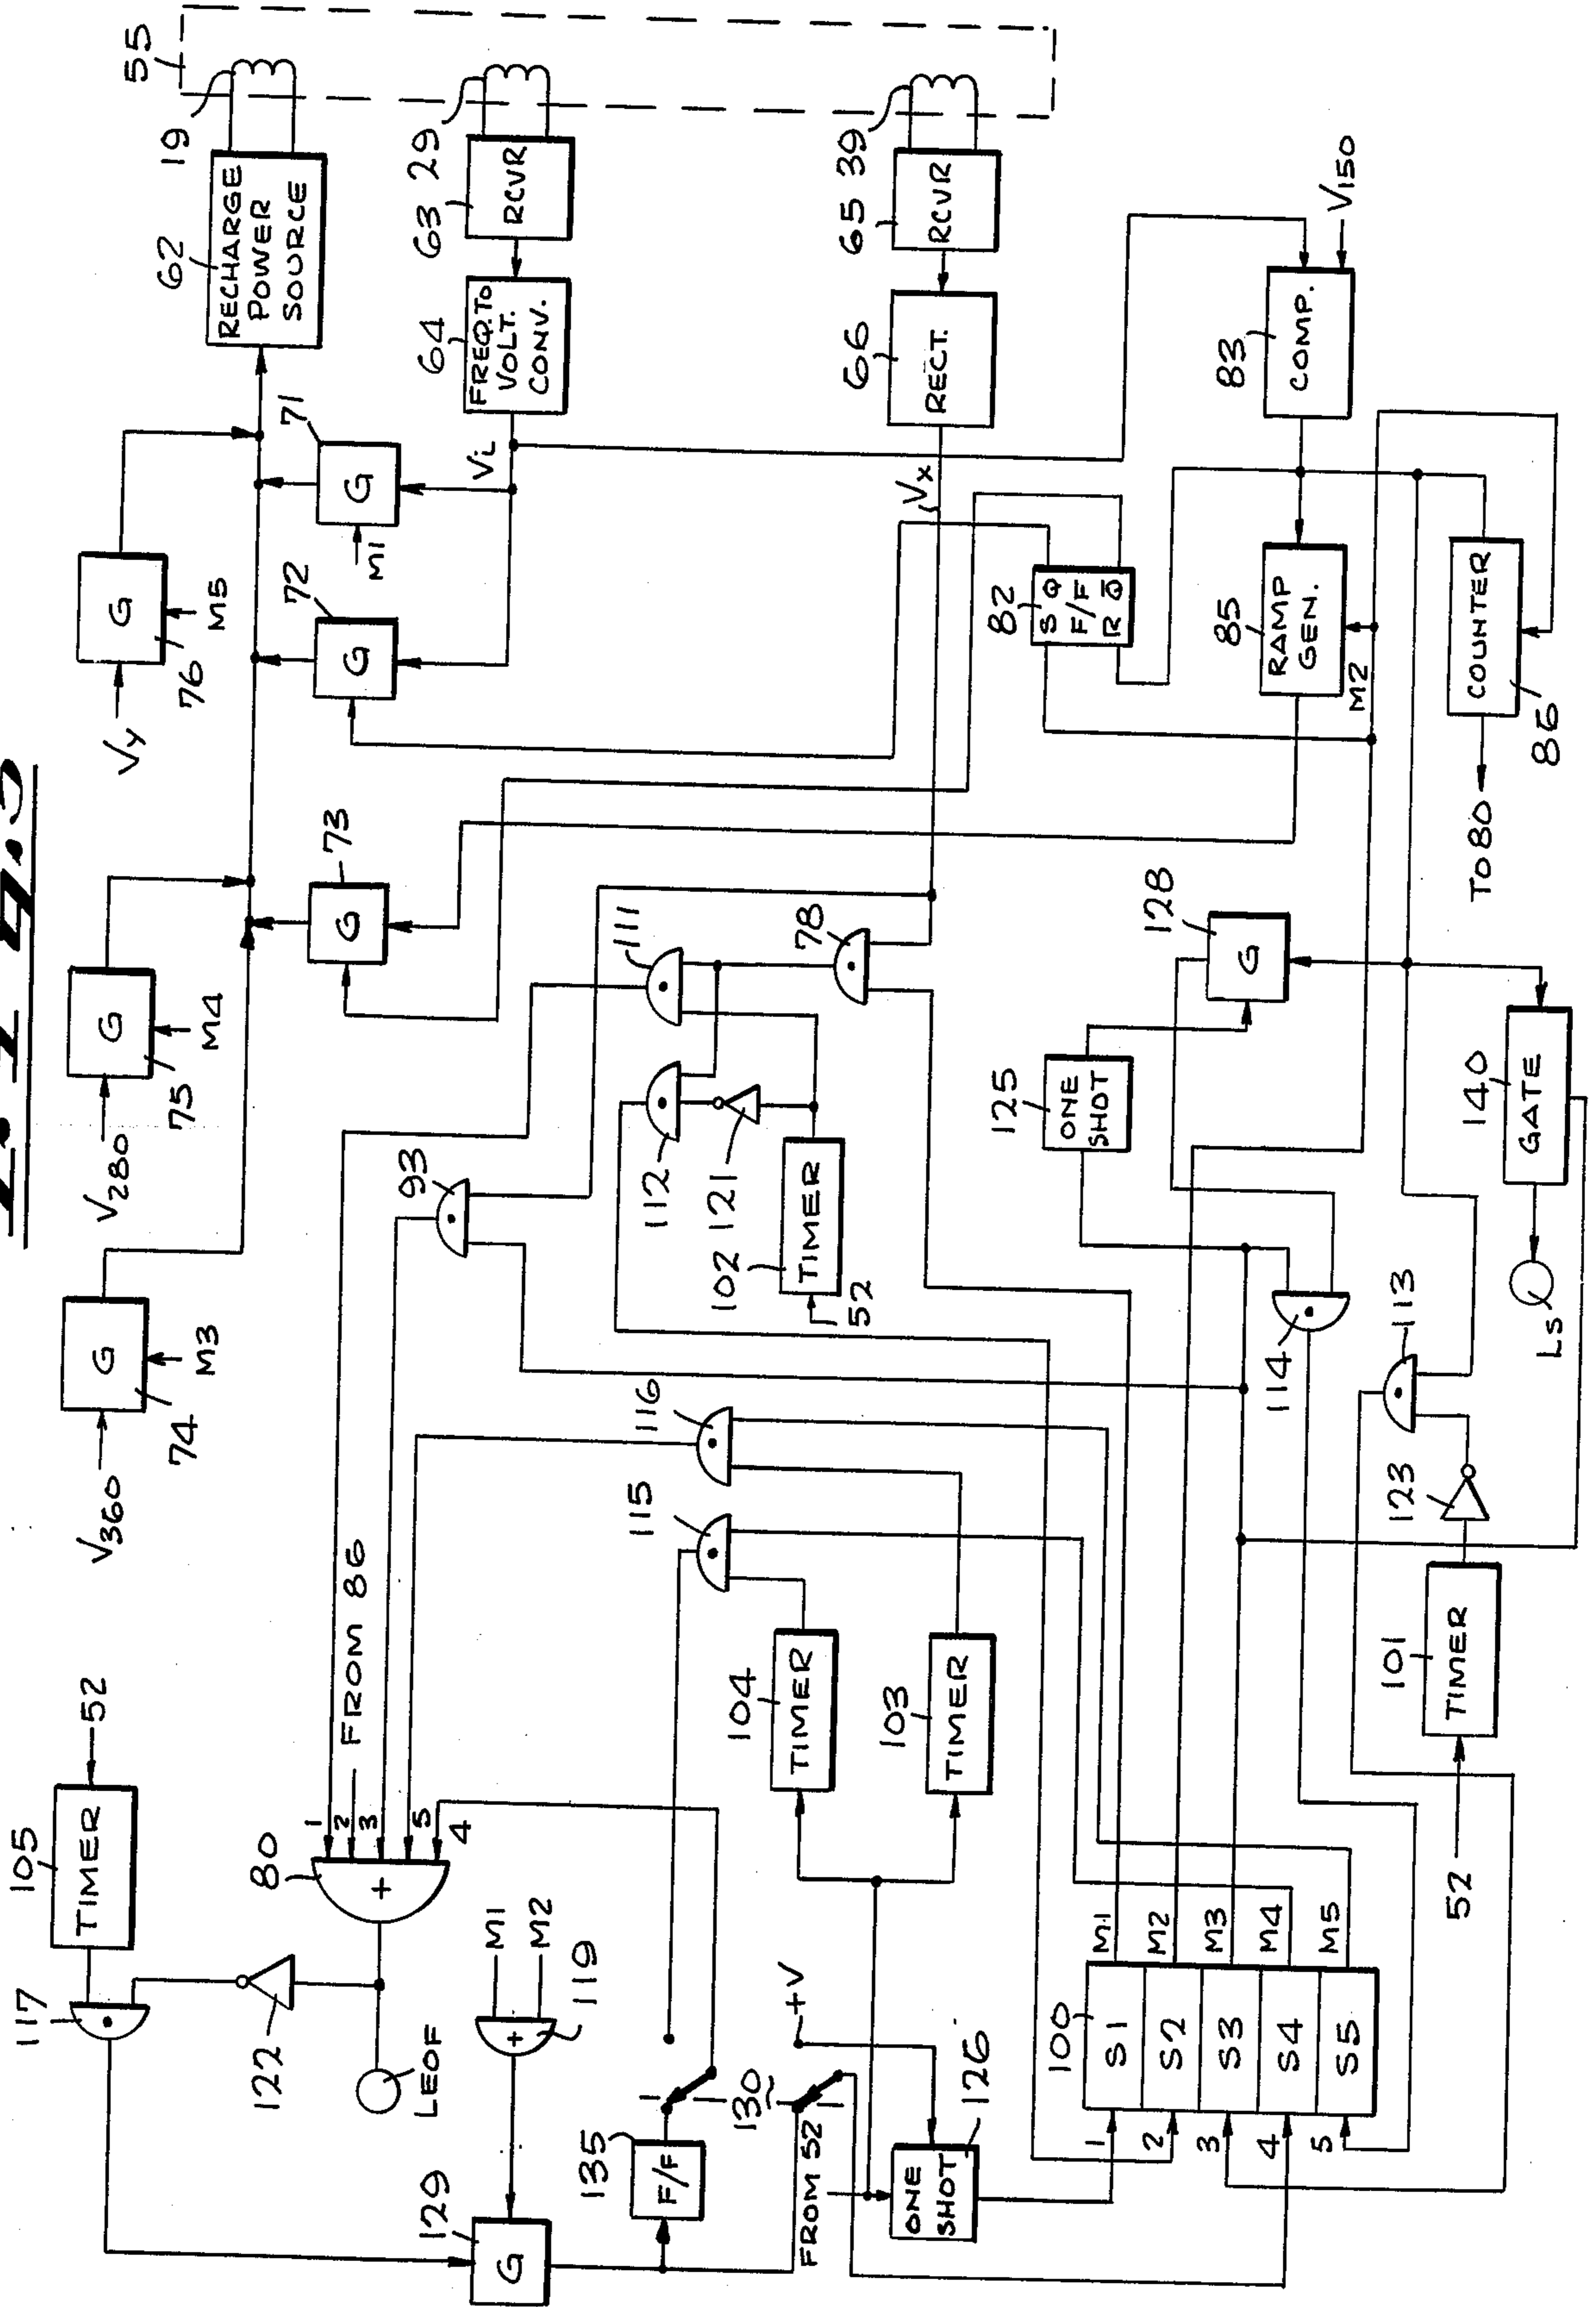 105
TIMER
52
117
122
80
+
1
2
3
5
4
FROM 86
LEOF
M1
M2
119
+
129
G
135
F/F
130
1
1
+V
FROM 52
ONE
SHOT
126
104
TIMER
103
TIMER
115
116
100
S1
S2
S3
S4
S5
1
2
3
4
5
M1
M2
M3
M4
M5
52
101
TIMER
123
113
114
V360
G
74
M3
V280
G
75
M4
Vy
G
76
M5
G
73
G
72
G
71
M1
Vi
93
112
111
121
102
TIMER
52
78
125
ONE
SHOT
128
G
140
GATE
LS
TO 80
COUNTER
86
82
S Q
F/F
R Q̅
85
RAMP
GEN.
M2
83
COMP.
V150
Vx
66
RECT.
65
RCVR
39
64
FREQ. TO
VOLT.
CONV.
63
RCVR
29
62
RECHARGE
POWER
SOURCE
19
55